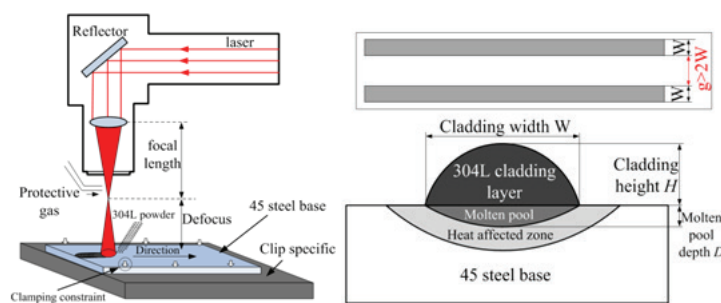 Reflector
laser
focal
length
Protective
gas
304L powder
Defocus
45 steel base
Direction
Clip specific
Clamping constraint
W
g>2W
W
Cladding width W
304L cladding
layer
Cladding
height H
Molten pool
Heat affected zone
Molten
pool
depth D
45 steel base